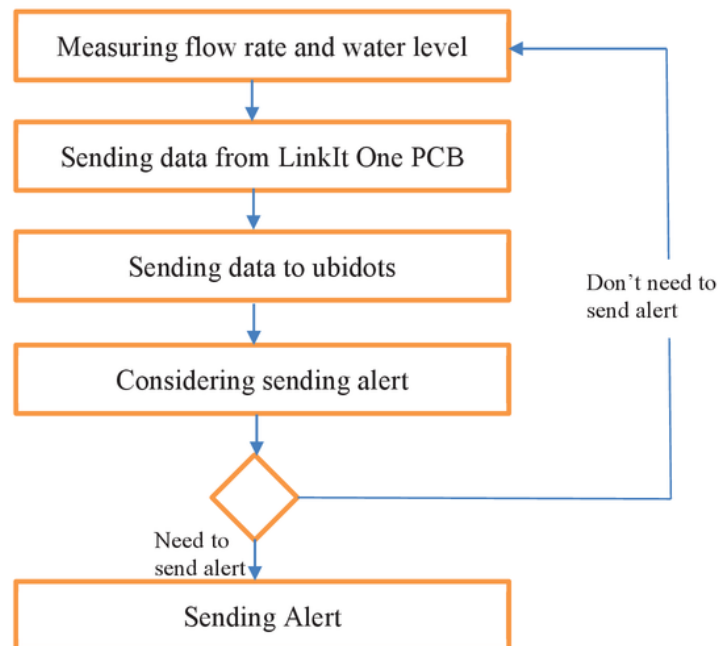 Measuring flow rate and water level
Sending data from LinkIt One PCB
Sending data to ubidots
Don’t need to
send alert
Considering sending alert
Need to
send alert
Sending Alert